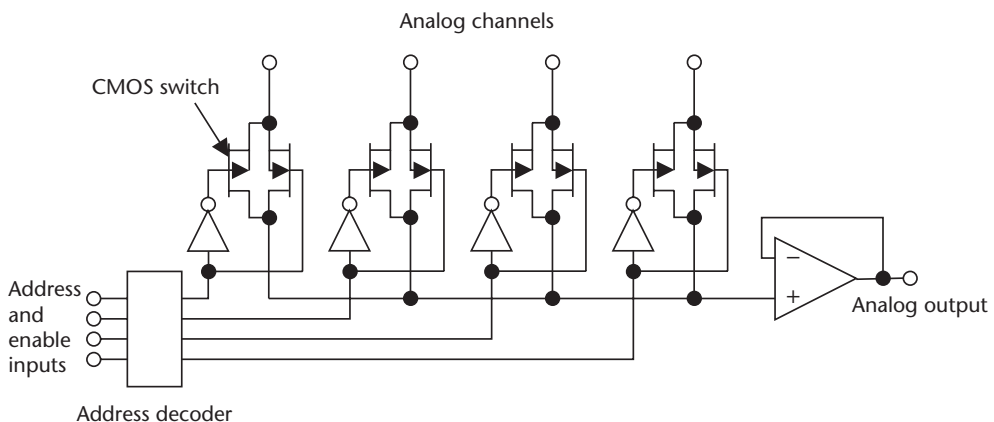 Analog channels
CMOS switch
Address
and
enable
inputs
−
+
Analog output
Address decoder